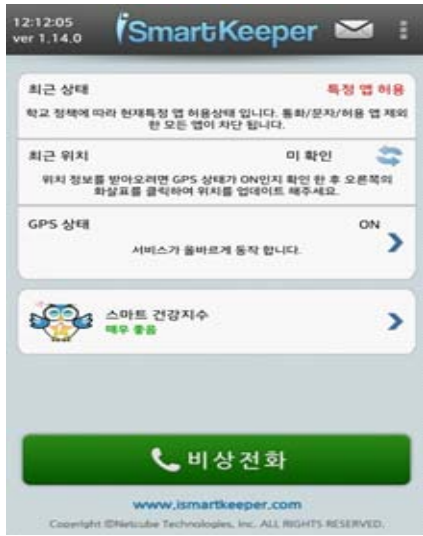 12:12:05
ver 1.14.0
iSmartKeeper
최근 상태
특정 앱 허용
학교 정책에 따라 현재특정 앱 허용상태 입니다. 통화/문자/허용 앱 제외
한 모든 앱이 차단 됩니다.
최근 위치
미 확인
위치 정보를 받아오려면 GPS 상태가 ON인지 확인 한 후 오른쪽의
화살표를 클릭하여 위치를 업데이트 해주세요.
GPS 상태
ON
서비스가 올바르게 동작 합니다.
스마트 건강지수
매우 좋음
비상전화
www.ismartkeeper.com
Copyright ©Netcube Technologies, Inc. ALL RIGHTS RESERVED.